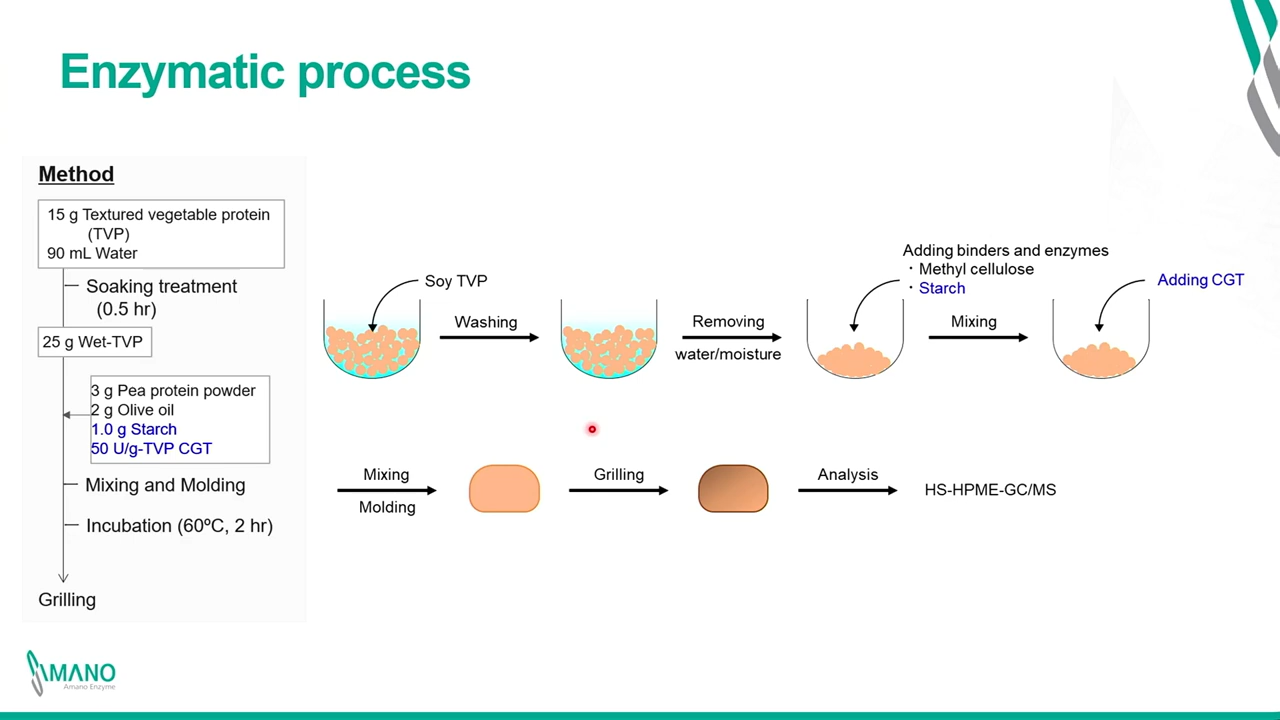 Enzymatic process
Method
15 g Textured vegetable protein
(TVP)
90 mL Water
Soaking treatment
(0.5 hr)
25 g Wet-TVP
3 g Pea protein powder
2 g Olive oil
1.0 g Starch
50 U/g-TVP CGT
Mixing and Molding
Incubation (60ºC, 2 hr)
Grilling
Soy TVP
Washing
Removing
water/moisture
Adding binders and enzymes
・Methyl cellulose
・Starch
Mixing
Adding CGT
Mixing
Molding
Grilling
Analysis
HS-HPME-GC/MS
AMANO
Amano Enzyme